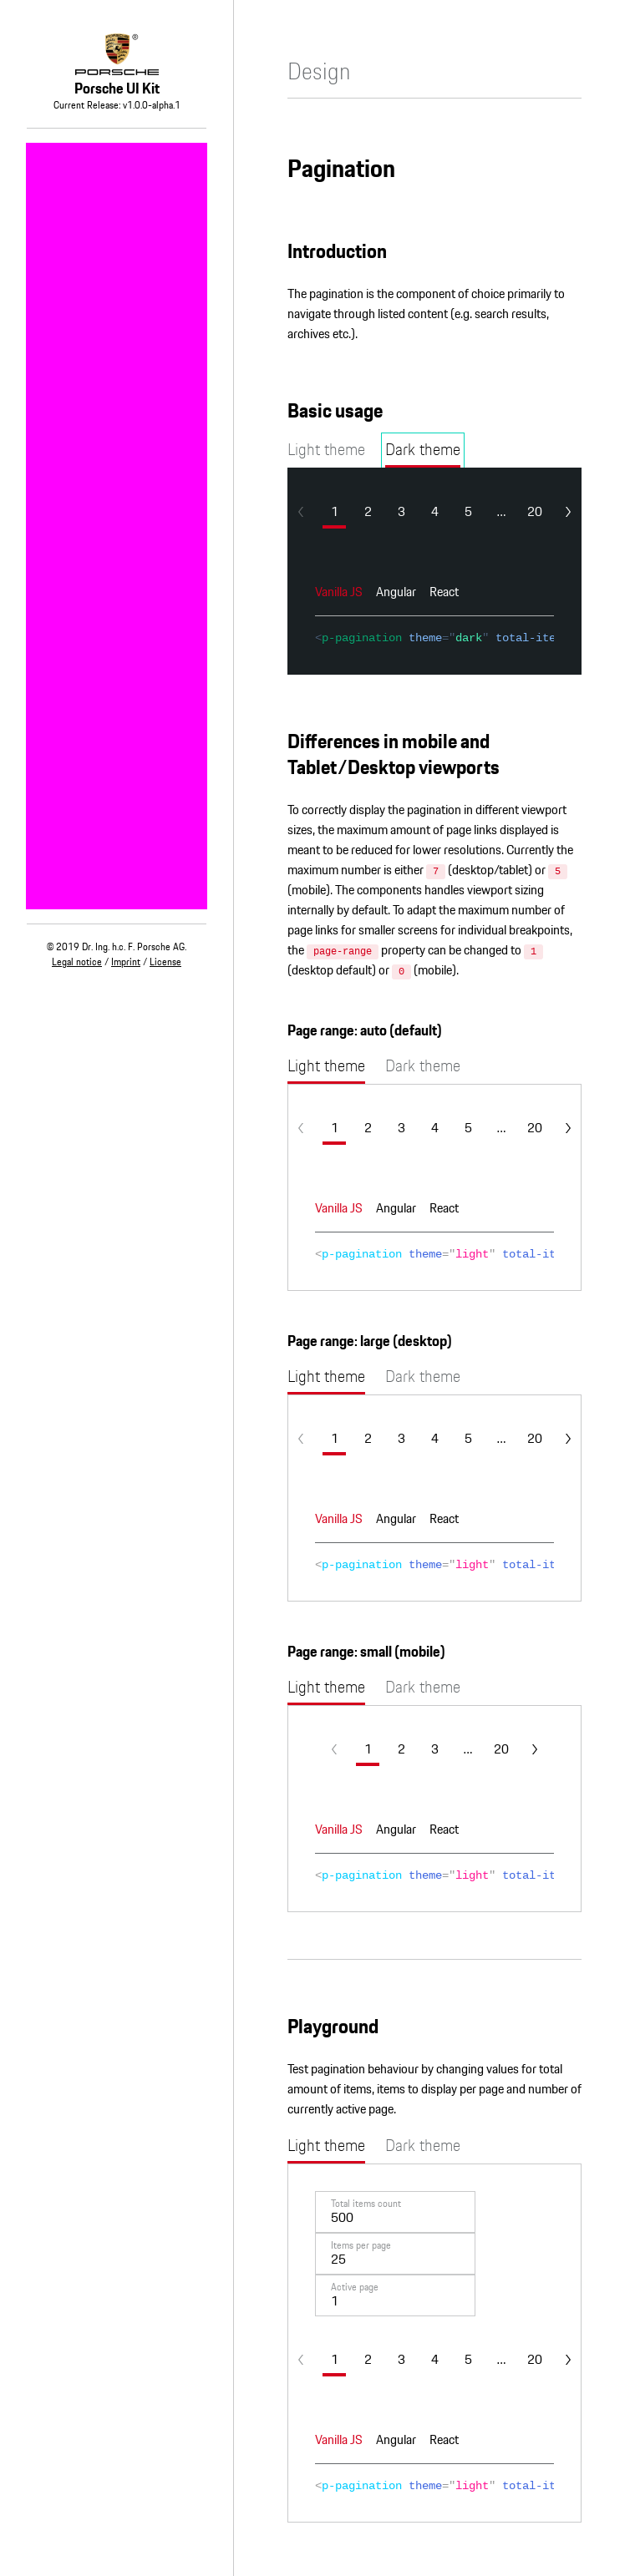 PORSCHE
Porsche UI Kit
Current Release: v1.0.0-alpha.1
© 2019 Dr. Ing. h.c. F. Porsche AG.
Legal notice / Imprint / License
Design
Pagination
Introduction
The pagination is the component of choice primarily to
navigate through listed content (e.g. search results,
archives etc.).
Basic usage
Light theme Dark theme
1 2 3 4 5 ... 20
Vanilla JS Angular React
<p-pagination theme="dark" total-ite
Differences in mobile and
Tablet/Desktop viewports
To correctly display the pagination in different viewport
sizes, the maximum amount of page links displayed is
meant to be reduced for lower resolutions. Currently the
maximum number is either 7 (desktop/tablet) or 5
(mobile). The components handles viewport sizing
internally by default. To adapt the maximum number of
page links for smaller screens for individual breakpoints,
the page-range property can be changed to 1
(desktop default) or 0 (mobile).
Page range: auto (default)
Light theme Dark theme
1 2 3 4 5 ... 20
Vanilla JS Angular React
<p-pagination theme="light" total-it
Page range: large (desktop)
Light theme Dark theme
1 2 3 4 5 ... 20
Vanilla JS Angular React
<p-pagination theme="light" total-it
Page range: small (mobile)
Light theme Dark theme
1 2 3 ... 20
Vanilla JS Angular React
<p-pagination theme="light" total-it
Playground
Test pagination behaviour by changing values for total
amount of items, items to display per page and number of
currently active page.
Light theme Dark theme
Total items count
500
Items per page
25
Active page
1
1 2 3 4 5 ... 20
Vanilla JS Angular React
<p-pagination theme="light" total-it